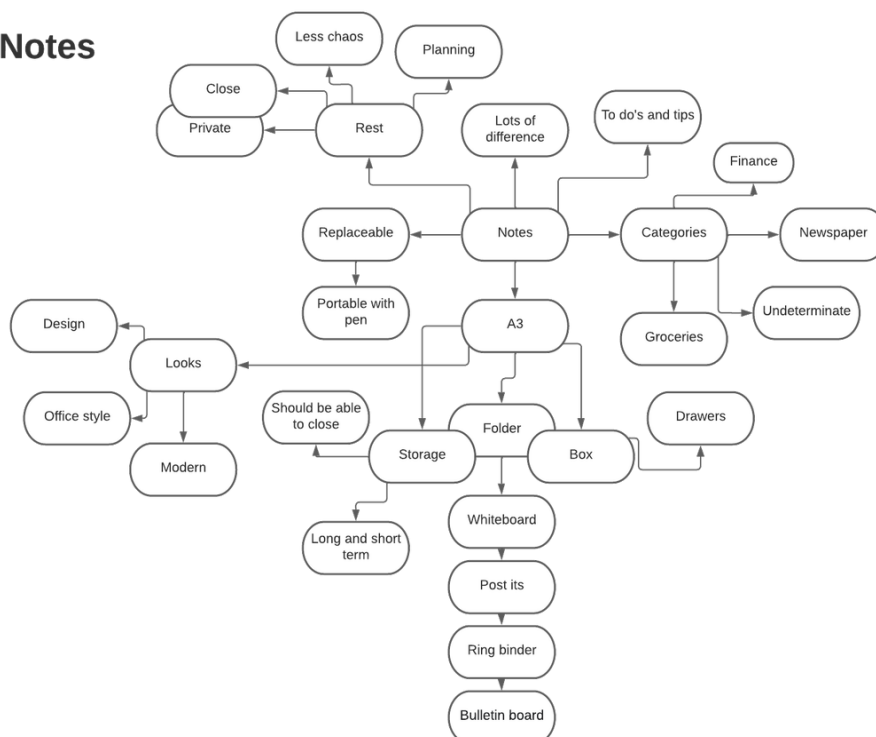 Notes
Less chaos
Planning
Close
Private
Rest
Lots of
difference
To do's and tips
Finance
Replaceable
Notes
Categories
Newspaper
Portable with
pen
A3
Groceries
Undeterminate
Design
Looks
Office style
Modern
Should be able
to close
Folder
Storage
Box
Drawers
Long and short
term
Whiteboard
Post its
Ring binder
Bulletin board